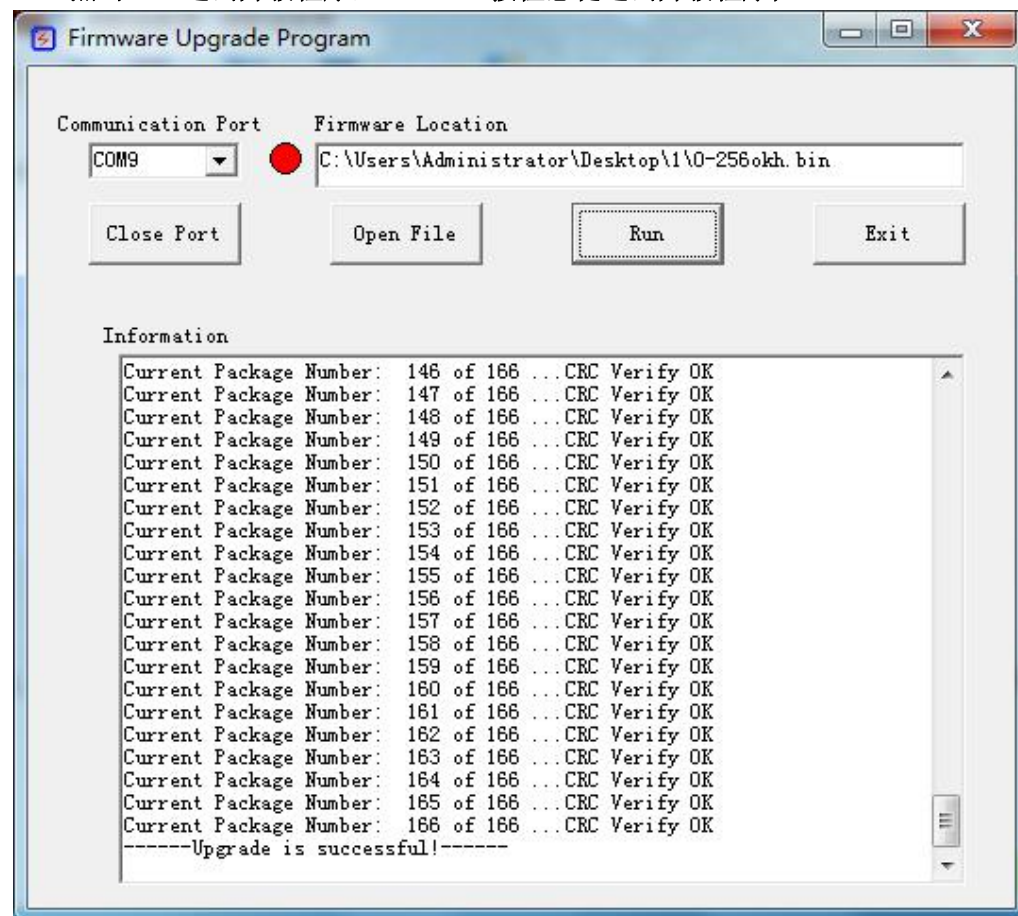 Firmware Upgrade Program
Communication Port Firmware Location
COM9 C:\Users\Administrator\Desktop\1\0-256okh.bin
Close Port Open File Run Exit
Information
Current Package Number: 146 of 166 ...CRC Verify OK
Current Package Number: 147 of 166 ...CRC Verify OK
Current Package Number: 148 of 166 ...CRC Verify OK
Current Package Number: 149 of 166 ...CRC Verify OK
Current Package Number: 150 of 166 ...CRC Verify OK
Current Package Number: 151 of 166 ...CRC Verify OK
Current Package Number: 152 of 166 ...CRC Verify OK
Current Package Number: 153 of 166 ...CRC Verify OK
Current Package Number: 154 of 166 ...CRC Verify OK
Current Package Number: 155 of 166 ...CRC Verify OK
Current Package Number: 156 of 166 ...CRC Verify OK
Current Package Number: 157 of 166 ...CRC Verify OK
Current Package Number: 158 of 166 ...CRC Verify OK
Current Package Number: 159 of 166 ...CRC Verify OK
Current Package Number: 160 of 166 ...CRC Verify OK
Current Package Number: 161 of 166 ...CRC Verify OK
Current Package Number: 162 of 166 ...CRC Verify OK
Current Package Number: 163 of 166 ...CRC Verify OK
Current Package Number: 164 of 166 ...CRC Verify OK
Current Package Number: 165 of 166 ...CRC Verify OK
Current Package Number: 166 of 166 ...CRC Verify OK
------Upgrade is successful!------